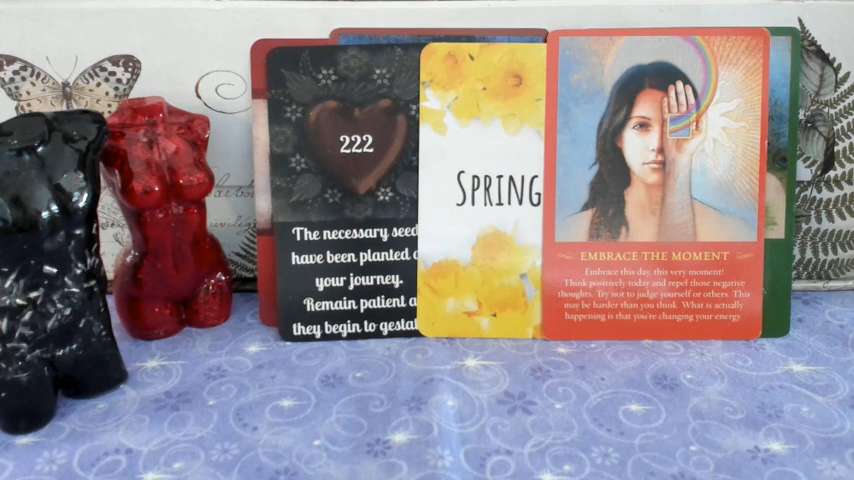 222
The necessary seed
have been planted
your journey.
Remain patient a
they begin to gesta
SPRING
EMBRACE THE MOMENT
Embrace this day, this very moment!
Think positively today and repel those negative
thoughts. Try not to judge yourself or others. This
may be harder than you think. What is actually
happening is that you're changing your energy.